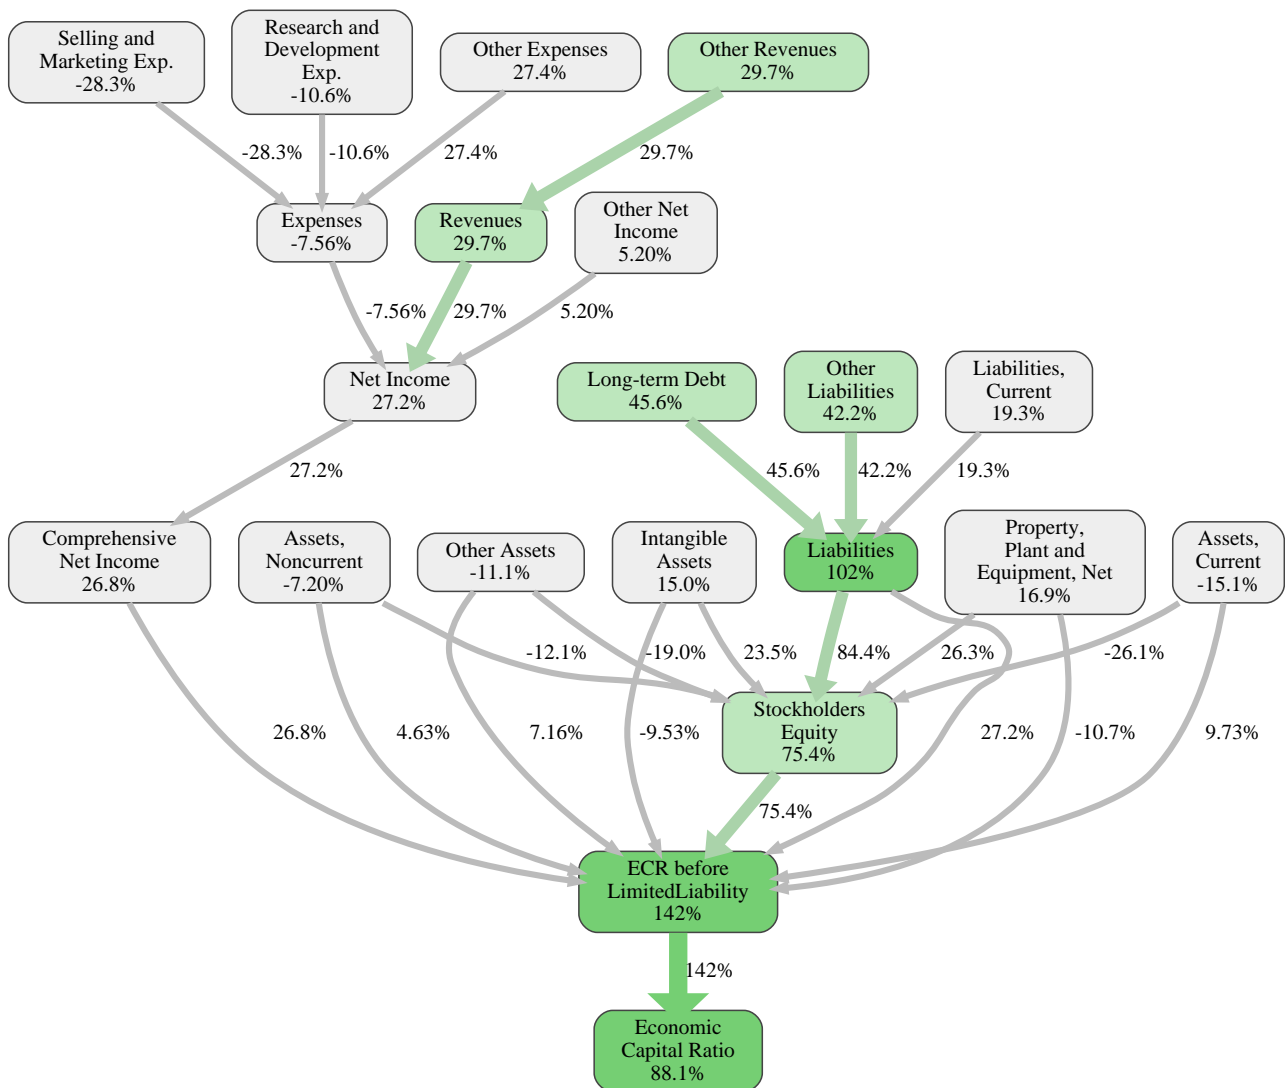 Selling and
Marketing Exp.
-28.3%
Research and
Development
Exp.
-10.6%
Other Expenses
27.4%
Other Revenues
29.7%
-28.3%
-10.6%
27.4%
29.7%
Expenses
-7.56%
Revenues
29.7%
Other Net
Income
5.20%
-7.56%
29.7%
5.20%
Net Income
27.2%
Long-term Debt
45.6%
Other
Liabilities
42.2%
Liabilities,
Current
19.3%
27.2%
45.6%
42.2%
19.3%
Comprehensive
Net Income
26.8%
Assets,
Noncurrent
-7.20%
Other Assets
-11.1%
Intangible
Assets
15.0%
Liabilities
102%
Property,
Plant and
Equipment, Net
16.9%
Assets,
Current
-15.1%
-12.1%
-19.0%
23.5%
84.4%
26.3%
-26.1%
Stockholders
Equity
75.4%
26.8%
4.63%
7.16%
-9.53%
27.2%
-10.7%
9.73%
75.4%
ECR before
LimitedLiability
142%
142%
Economic
Capital Ratio
88.1%